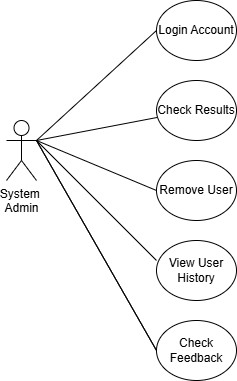 Login Account
Check Results
System
Admin
Remove User
View User
History
Check
Feedback